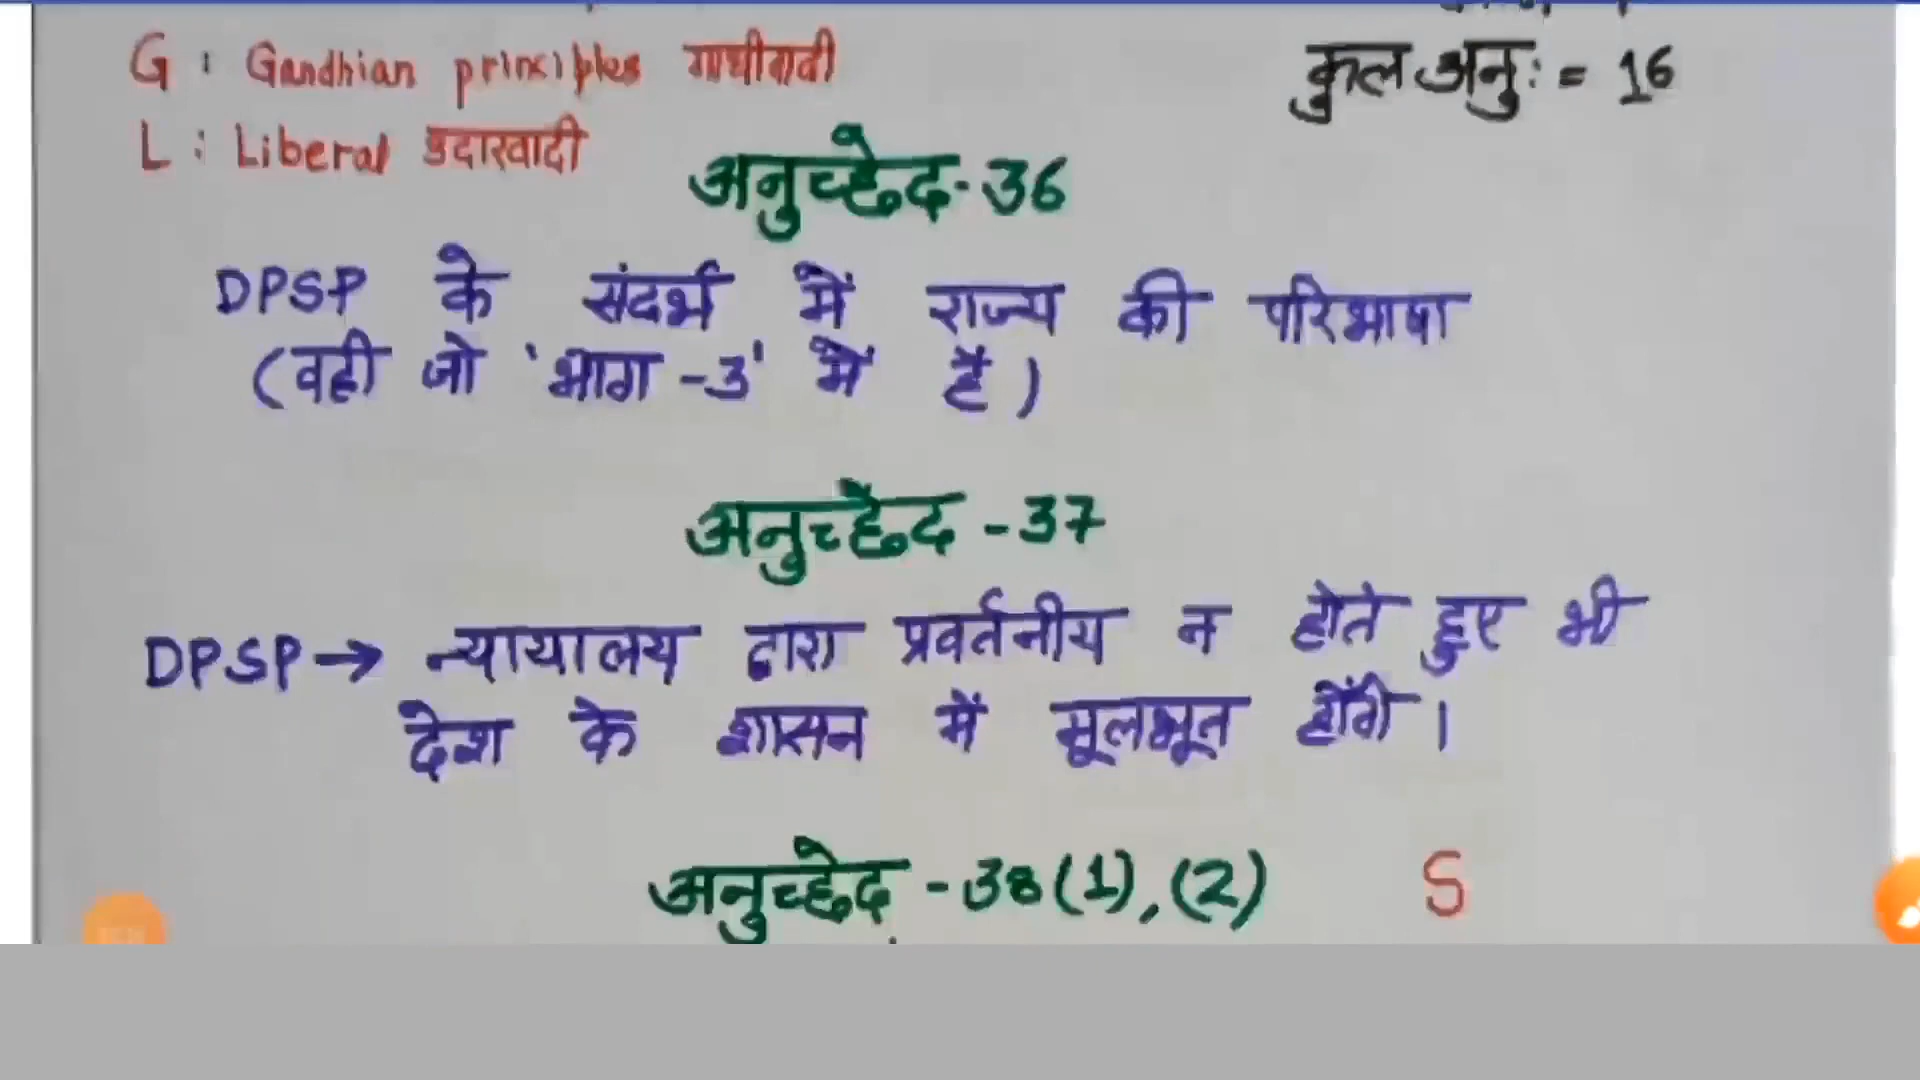 G : Gandhian principles गाधीवादी
कुल अनुः = 16
L : Liberal उदारवादी
अनुच्छेद-36
DPSP के संदर्भ में राज्य की परिभाषा
(वही जो 'भाग -3' में है)
अनुच्छेद -37
DPSP → न्यायालय द्वारा प्रवर्तनीय न होते हुए भी
देश के शासन में मूलभूत होंगे।
अनुच्छेद -38(1), (2) S